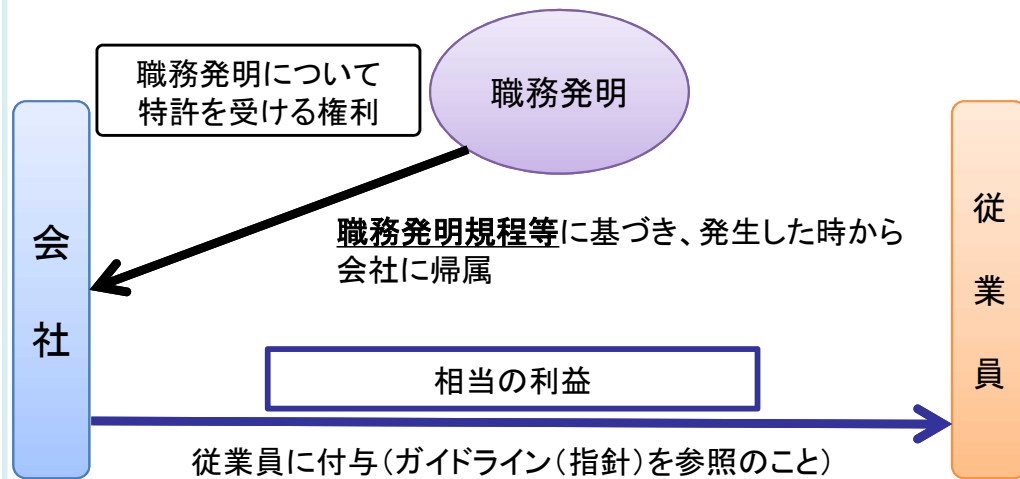 職務発明について
特許を受ける権利
職務発明
会社
従業員
職務発明規程等に基づき、発生した時から
会社に帰属
相当の利益
従業員に付与(ガイドライン(指針)を参照のこと)